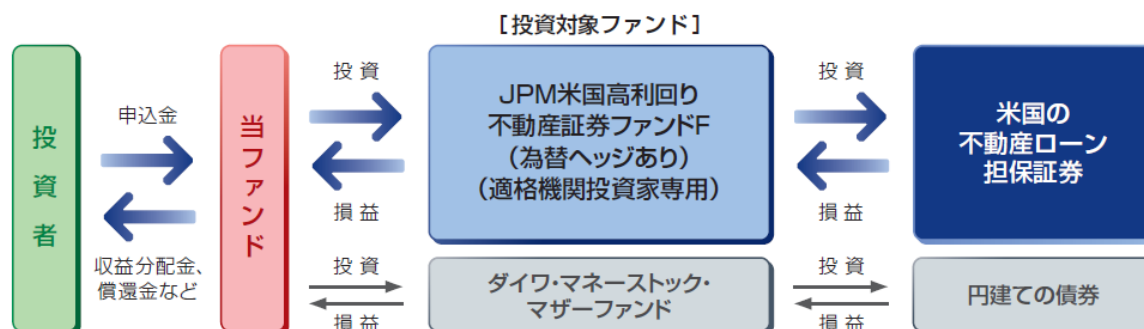 [投資対象ファンド]
投資者
申込金
収益分配金、
償還金など
当ファンド
投資
損益
JPM米国高利回り
不動産証券ファンドF
(為替ヘッジあり)
(適格機関投資家専用)
投資
損益
米国の
不動産ローン
担保証券
投資
損益
ダイワ・マネーストック・
マザーファンド
投資
損益
円建ての債券